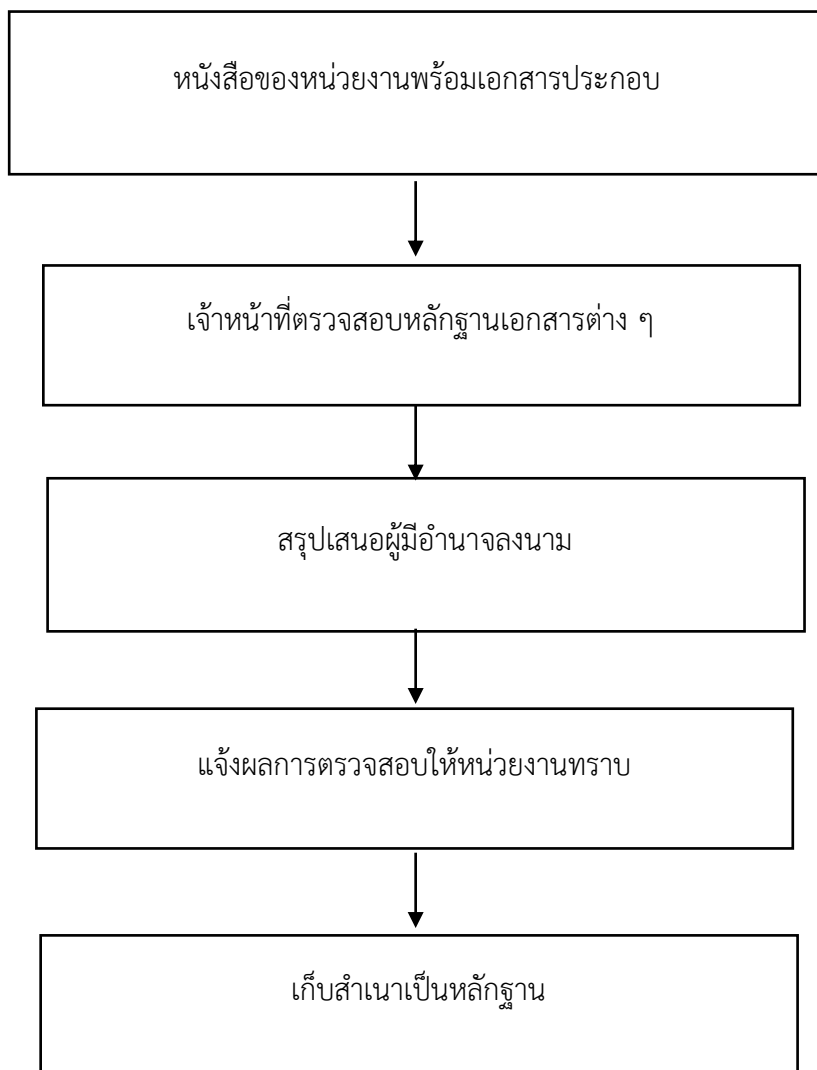 หนังสือของหน่วยงานพร้อมเอกสารประกอบ
เจ้าหน้าที่ตรวจสอบหลักฐานเอกสารต่าง ๆ
สรุปเสนอผู้มีอำนาจลงนาม
แจ้งผลการตรวจสอบให้หน่วยงานทราบ
เก็บสำเนาเป็นหลักฐาน